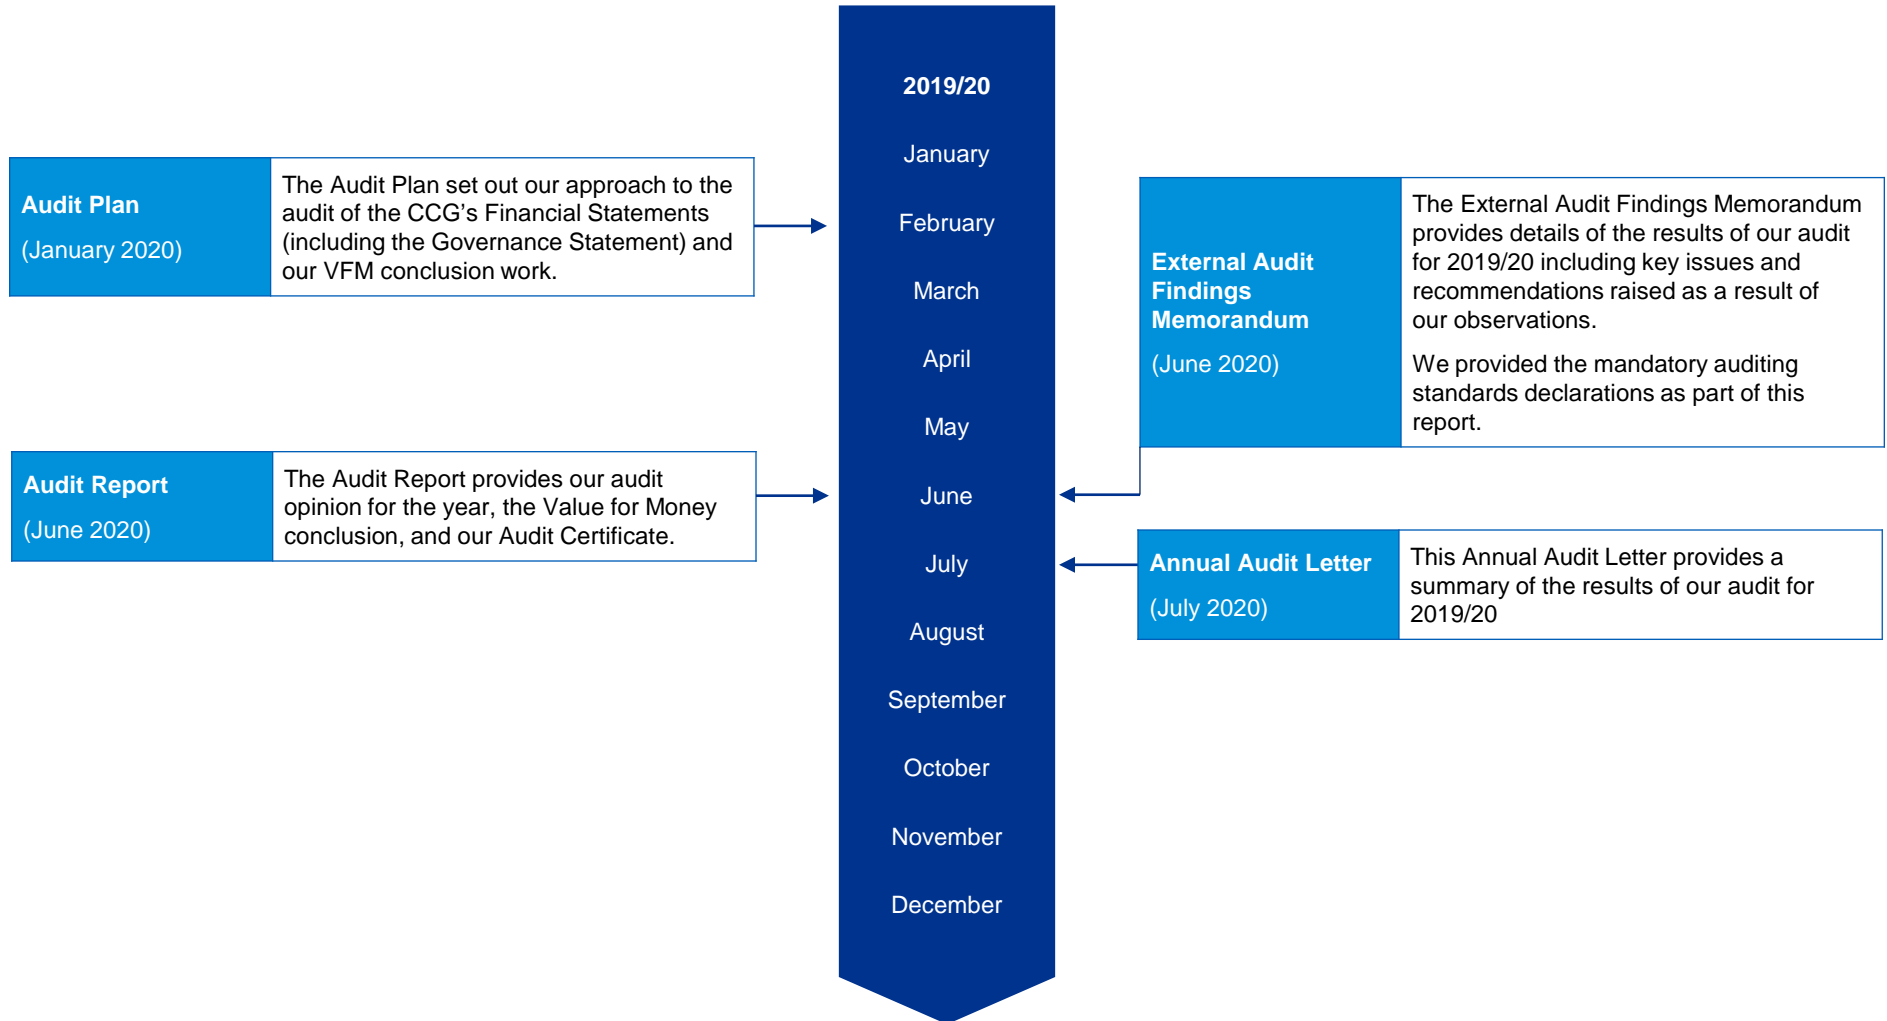 2019/20
January
February
March
April
May
June
July
August
September
October
November
December
Audit Plan
(January 2020)
The Audit Plan set out our approach to the
audit of the CCG's Financial Statements
(including the Governance Statement) and
our VFM conclusion work.
Audit Report
(June 2020)
The Audit Report provides our audit
opinion for the year, the Value for Money
conclusion, and our Audit Certificate.
External Audit
Findings
Memorandum
(June 2020)
The External Audit Findings Memorandum
provides details of the results of our audit
for 2019/20 including key issues and
recommendations raised as a result of
our observations.
We provided the mandatory auditing
standards declarations as part of this
report.
Annual Audit Letter
(July 2020)
This Annual Audit Letter provides a
summary of the results of our audit for
2019/20